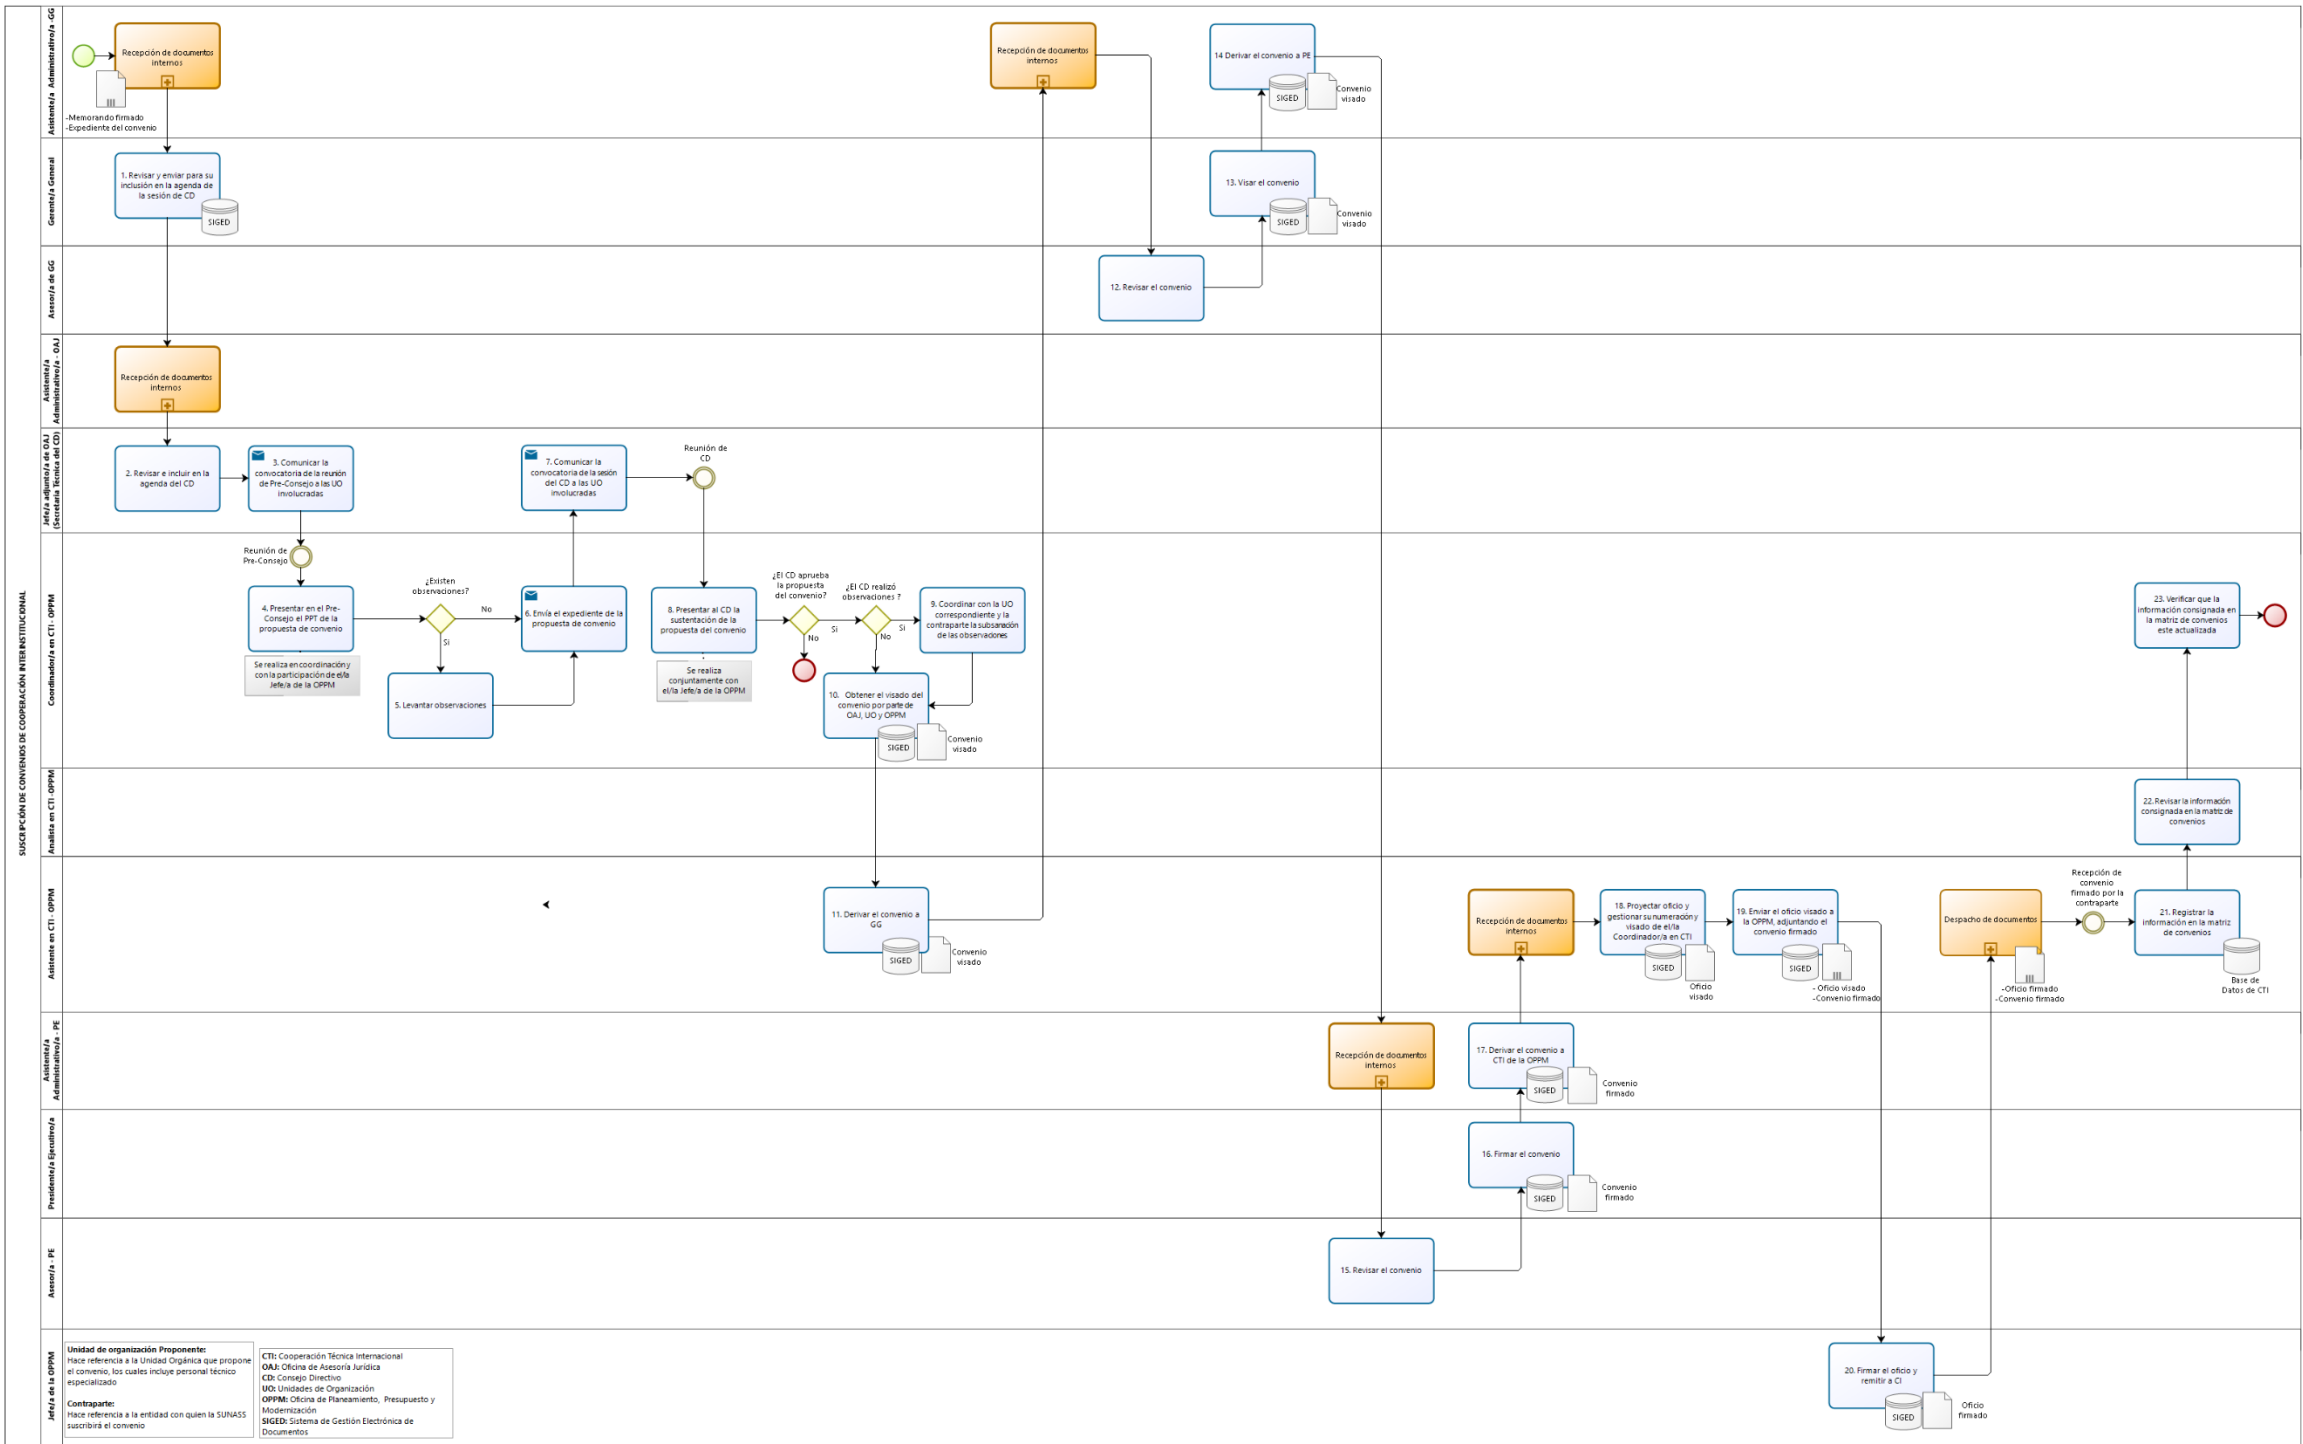 SUSCRIPCIÓN DE CONVENIOS DE COOPERACIÓN INTERINSTITUCIONAL
Asistente/a Administrativo/a -GG
Recepción de documentos
internos
-Memorando firmado
-Expediente del convenio
Recepción de documentos
internos
14 Derivar el convenio a PE
SIGED
Convenio
visado
Gerente/a General
1. Revisar y enviar para su
inclusión en la agenda de
la sesión de CD
SIGED
13. Visar el convenio
SIGED
Convenio
visado
Asesor/a de GG
12. Revisar el convenio
Asistente/a
Administrativo/a - OAJ
Recepción de documentos
internos
Jefe/a adjunto/a de OAJ
(Secretaría Técnica del CD)
2. Revisar e incluir en la
agenda del CD
3. Comunicar la
convocatoria de la reunión
de Pre-Consejo a las UO
involucradas
7. Comunicar la
convocatoria de la sesión
del CD a las UO
involucradas
Reunión de
CD
Coordinador/a en CTI - OPPM
Reunión de
Pre-Consejo
4. Presentar en el Pre-
Consejo el PPT de la
propuesta de convenio
Se realiza en coordinación y
con la participación de el/la
Jefe/a de la OPPM
¿Existen
observaciones?
No
Si
5. Levantar observaciones
6. Envía el expediente de la
propuesta de convenio
8. Presentar al CD la
sustentación de la
propuesta del convenio
Se realiza
conjuntamente con
el/la Jefe/a de la OPPM
¿El CD aprueba
la propuesta
del convenio?
Si
No
¿El CD realizó
observaciones ?
Si
No
9. Coordinar con la UO
correspondiente y la
contraparte la subsanación
de las observaciones
10. Obtener el visado del
convenio por parte de
OAJ, UO y OPPM
SIGED
Convenio
visado
23. Verificar que la
información consignada en
la matriz de convenios
este actualizada
Analista en CTI -OPPM
22. Revisar la información
consignada en la matriz de
convenios
Asistente en CTI - OPPM
11. Derivar el convenio a
GG
SIGED
Convenio
visado
Recepción de documentos
internos
18. Proyectar oficio y
gestionar su numeración y
visado de el/la
Coordinador/a en CTI
SIGED
Oficio
visado
19. Enviar el oficio visado a
la OPPM, adjuntando el
convenio firmado
SIGED
- Oficio visado
-Convenio firmado
Despacho de documentos
-Oficio firmado
-Convenio firmado
Recepción de
convenio
firmado por la
contraparte
21. Registrar la
información en la matriz
de convenios
Base de
Datos de CTI
Asistente/a
Administrativo/a - PE
Recepción de documentos
internos
17. Derivar el convenio a
CTI de la OPPM
SIGED
Convenio
firmado
Presidente/a Ejecutivo/a
16. Firmar el convenio
SIGED
Convenio
firmado
Asesor/a - PE
15. Revisar el convenio
Jefe/a de la OPPM
Unidad de organización Proponente:
Hace referencia a la Unidad Orgánica que propone
el convenio, los cuales incluye personal técnico
especializado
Contraparte:
Hace referencia a la entidad con quien la SUNASS
suscribirá el convenio
CTI: Cooperación Técnica Internacional
OAJ: Oficina de Asesoría Jurídica
CD: Consejo Directivo
UO: Unidades de Organización
OPPM: Oficina de Planeamiento, Presupuesto y
Modernización
SIGED: Sistema de Gestión Electrónica de
Documentos
20. Firmar el oficio y
remitir a CI
SIGED
Oficio
firmado